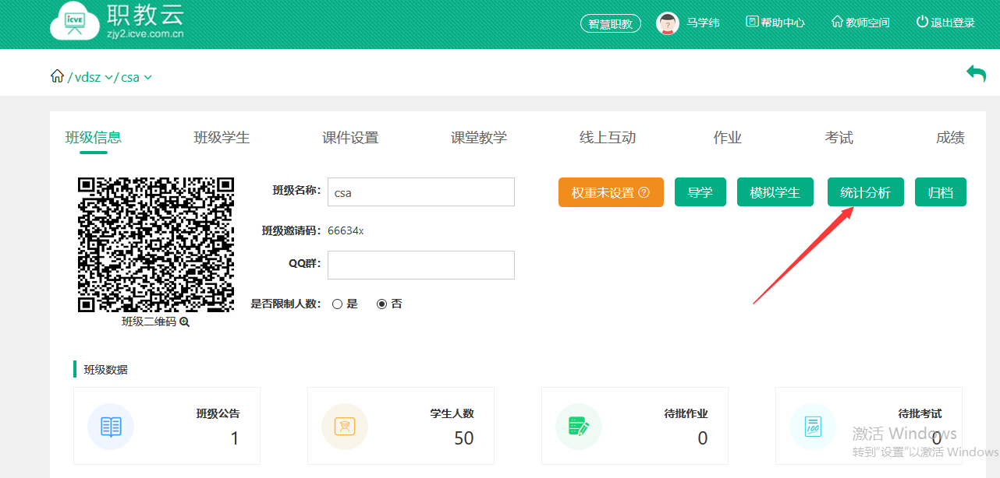 icve 职教云
zjy2.icve.com.cn
智慧职教 马学纬 帮助中心 教师空间 退出登录
/ vdsz / csa
班级信息 班级学生 课件设置 课堂教学 线上互动 作业 考试 成绩
班级名称: csa
权重未设置 ? 导学 模拟学生 统计分析 归档
班级邀请码: 66634x
QQ群:
是否限制人数: 是 否
班级二维码
班级数据
班级公告 学生人数 待批作业 待批考试
1 50 0 0
100
激活 Windows
转到“设置”以激活 Windows